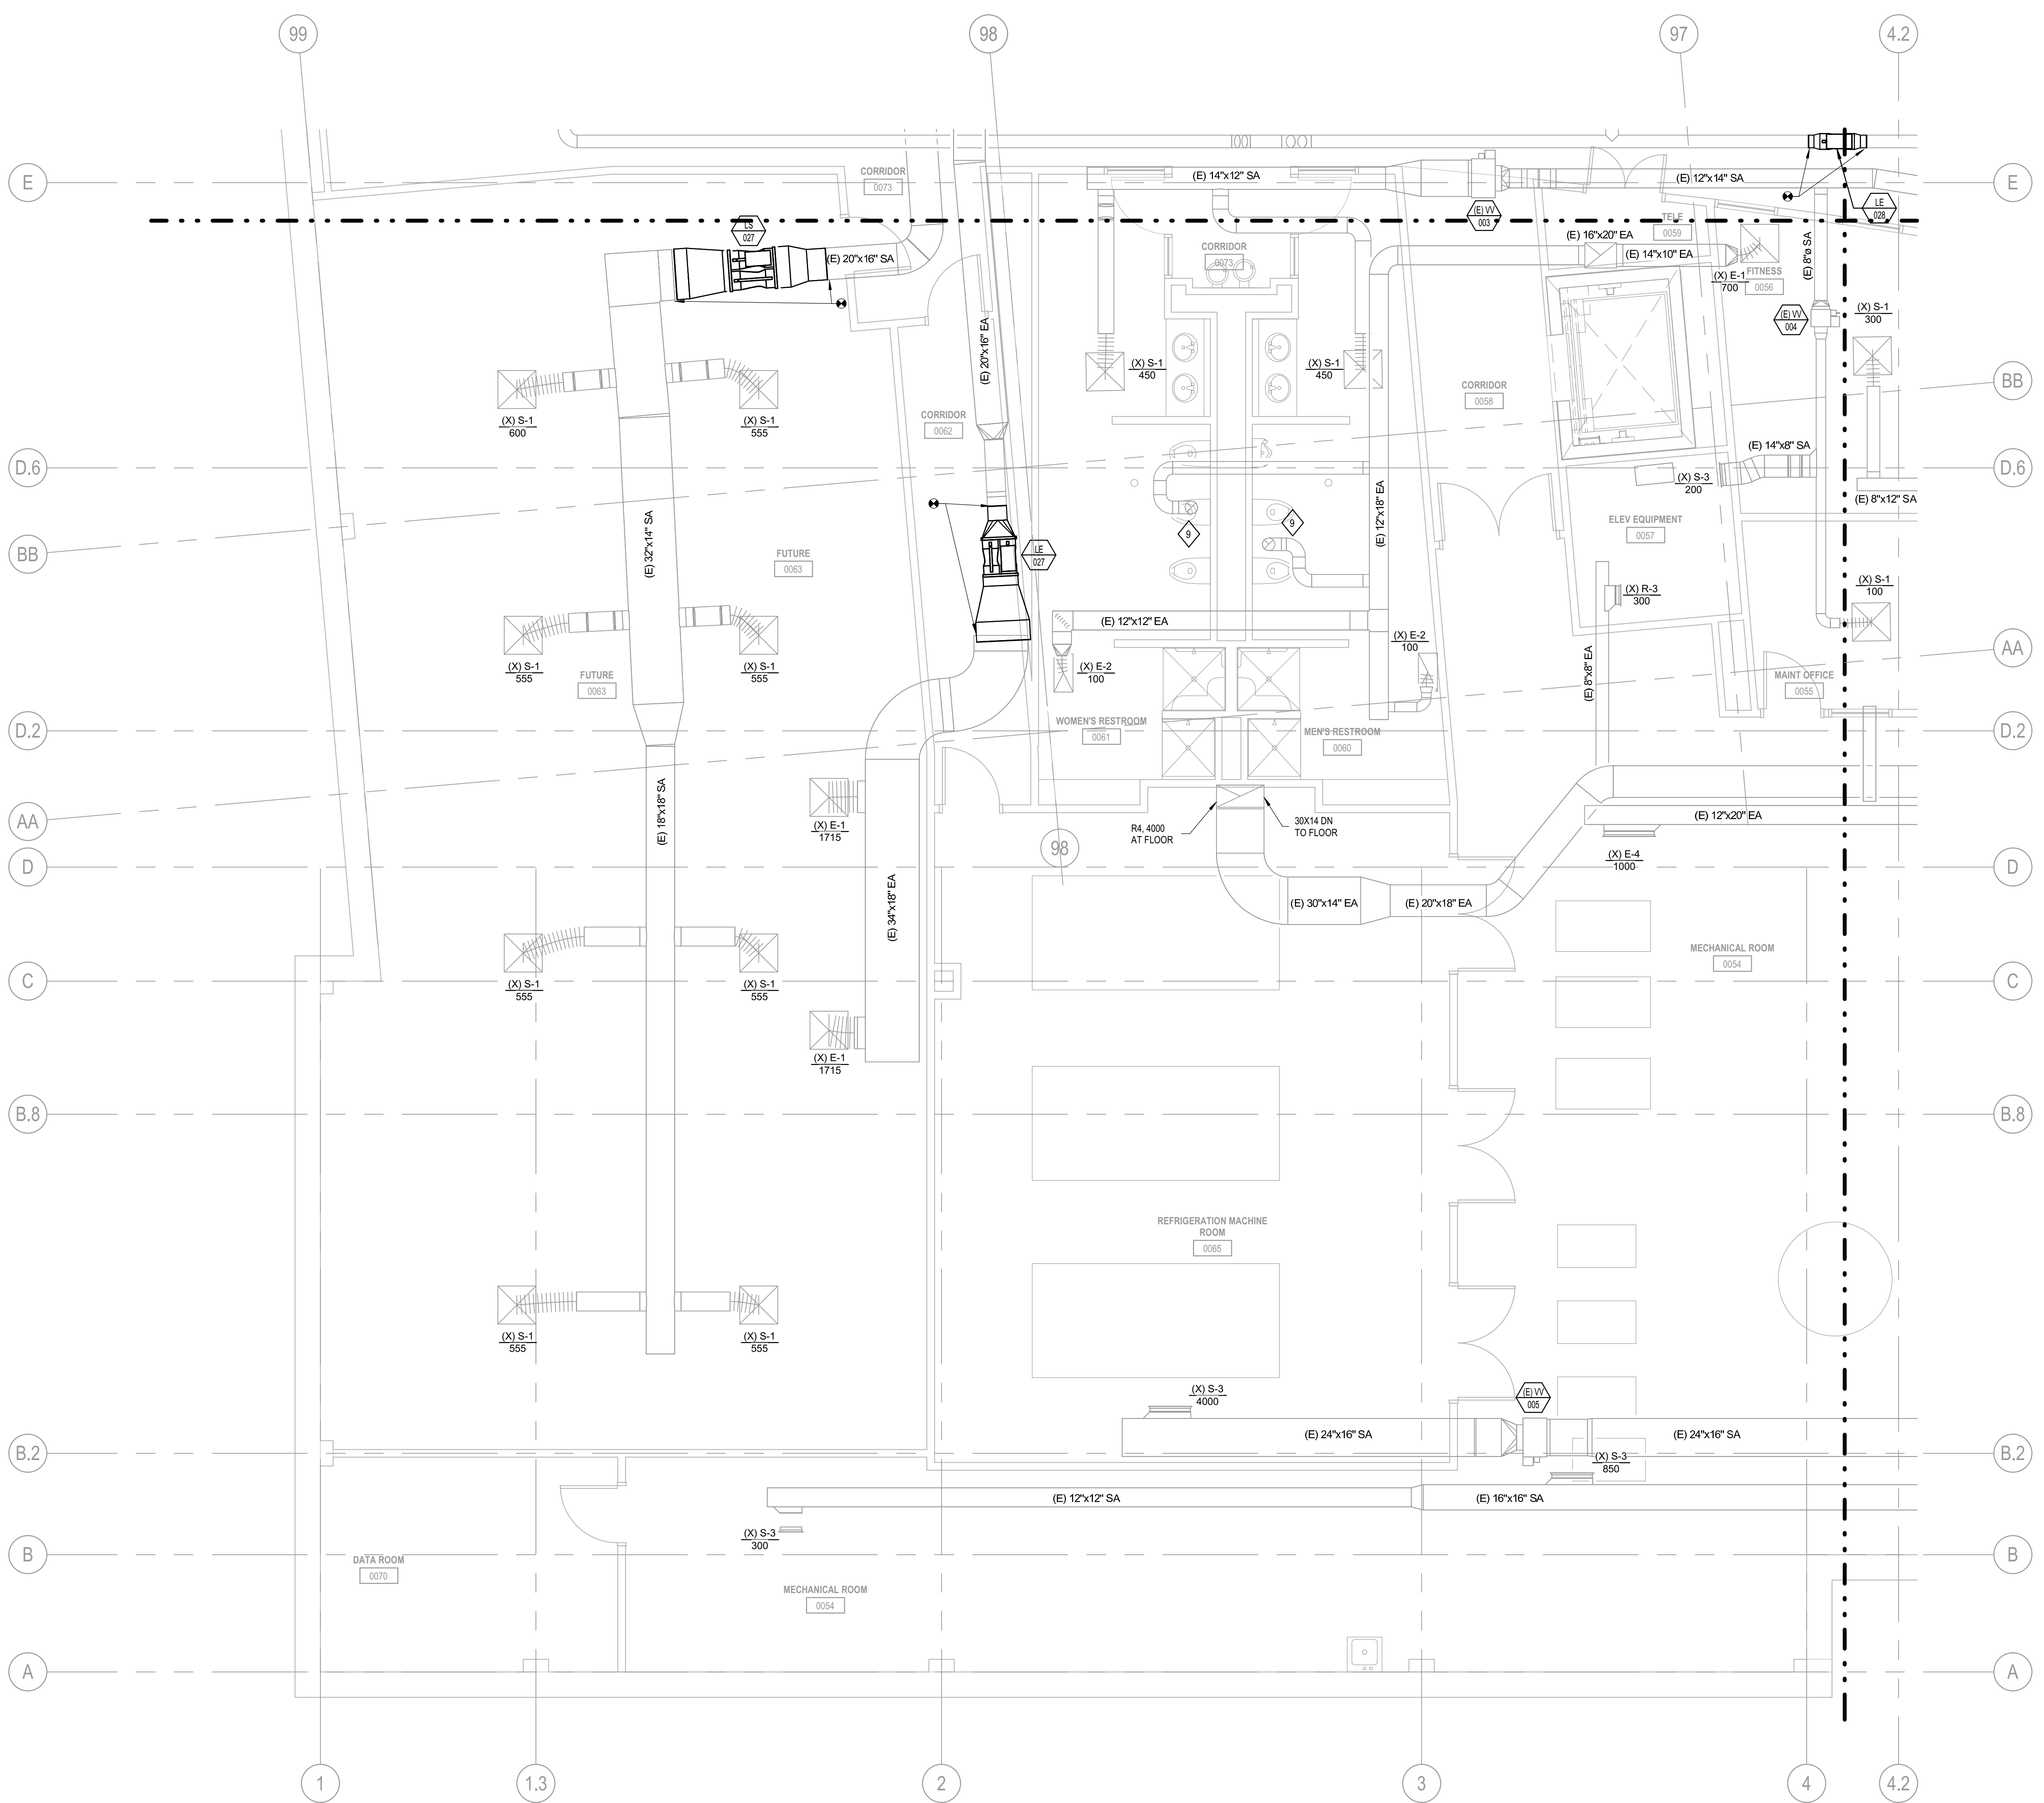 99
98
97
4.2
E
E
CORRIDOR
0073
(E) 14"x12" SA
(E) 12"x14" SA
LE
028
LS
027
(E) VV
003
TELE
0059
(E) 20"x16" SA
CORRIDOR
0073
(E) 16"x20" EA
(E) 14"x10" EA
(E) 8"ø SA
(X) E-1
700
FITNESS
0056
(E) VV
004
(X) S-1
300
(E) 20"x16" EA
(X) S-1
450
(X) S-1
450
CORRIDOR
0058
BB
(X) S-1
600
(X) S-1
555
CORRIDOR
0062
(E) 14"x8" SA
D.6
D.6
(X) S-3
200
(E) 8"x12" SA
(E) 32"x14" SA
(E) 12"x18" EA
ELEV EQUIPMENT
0057
9
9
BB
FUTURE
0063
LE
027
(X) R-3
300
(X) S-1
100
(E) 12"x12" EA
(X) E-2
100
(X) E-2
100
AA
(X) S-1
555
(X) S-1
555
FUTURE
0063
(E) 8"x8" EA
MAINT OFFICE
0055
D.2
D.2
WOMEN'S RESTROOM
0061
MEN'S RESTROOM
0060
(E) 18"x18" SA
AA
(X) E-1
1715
R4, 4000
AT FLOOR
30X14 DN
TO FLOOR
(E) 12"x20" EA
98
(X) E-4
1000
D
D
(E) 34"x18" EA
(E) 30"x14" EA
(E) 20"x18" EA
MECHANICAL ROOM
0054
C
C
(X) S-1
555
(X) S-1
555
(X) E-1
1715
B.8
B.8
REFRIGERATION MACHINE
ROOM
0065
(X) S-1
555
(X) S-1
555
(X) S-3
4000
(E) VV
005
(E) 24"x16" SA
(E) 24"x16" SA
B.2
B.2
(X) S-3
850
(E) 12"x12" SA
(E) 16"x16" SA
(X) S-3
300
B
B
DATA ROOM
0070
MECHANICAL ROOM
0054
A
A
1
1.3
2
3
4
4.2